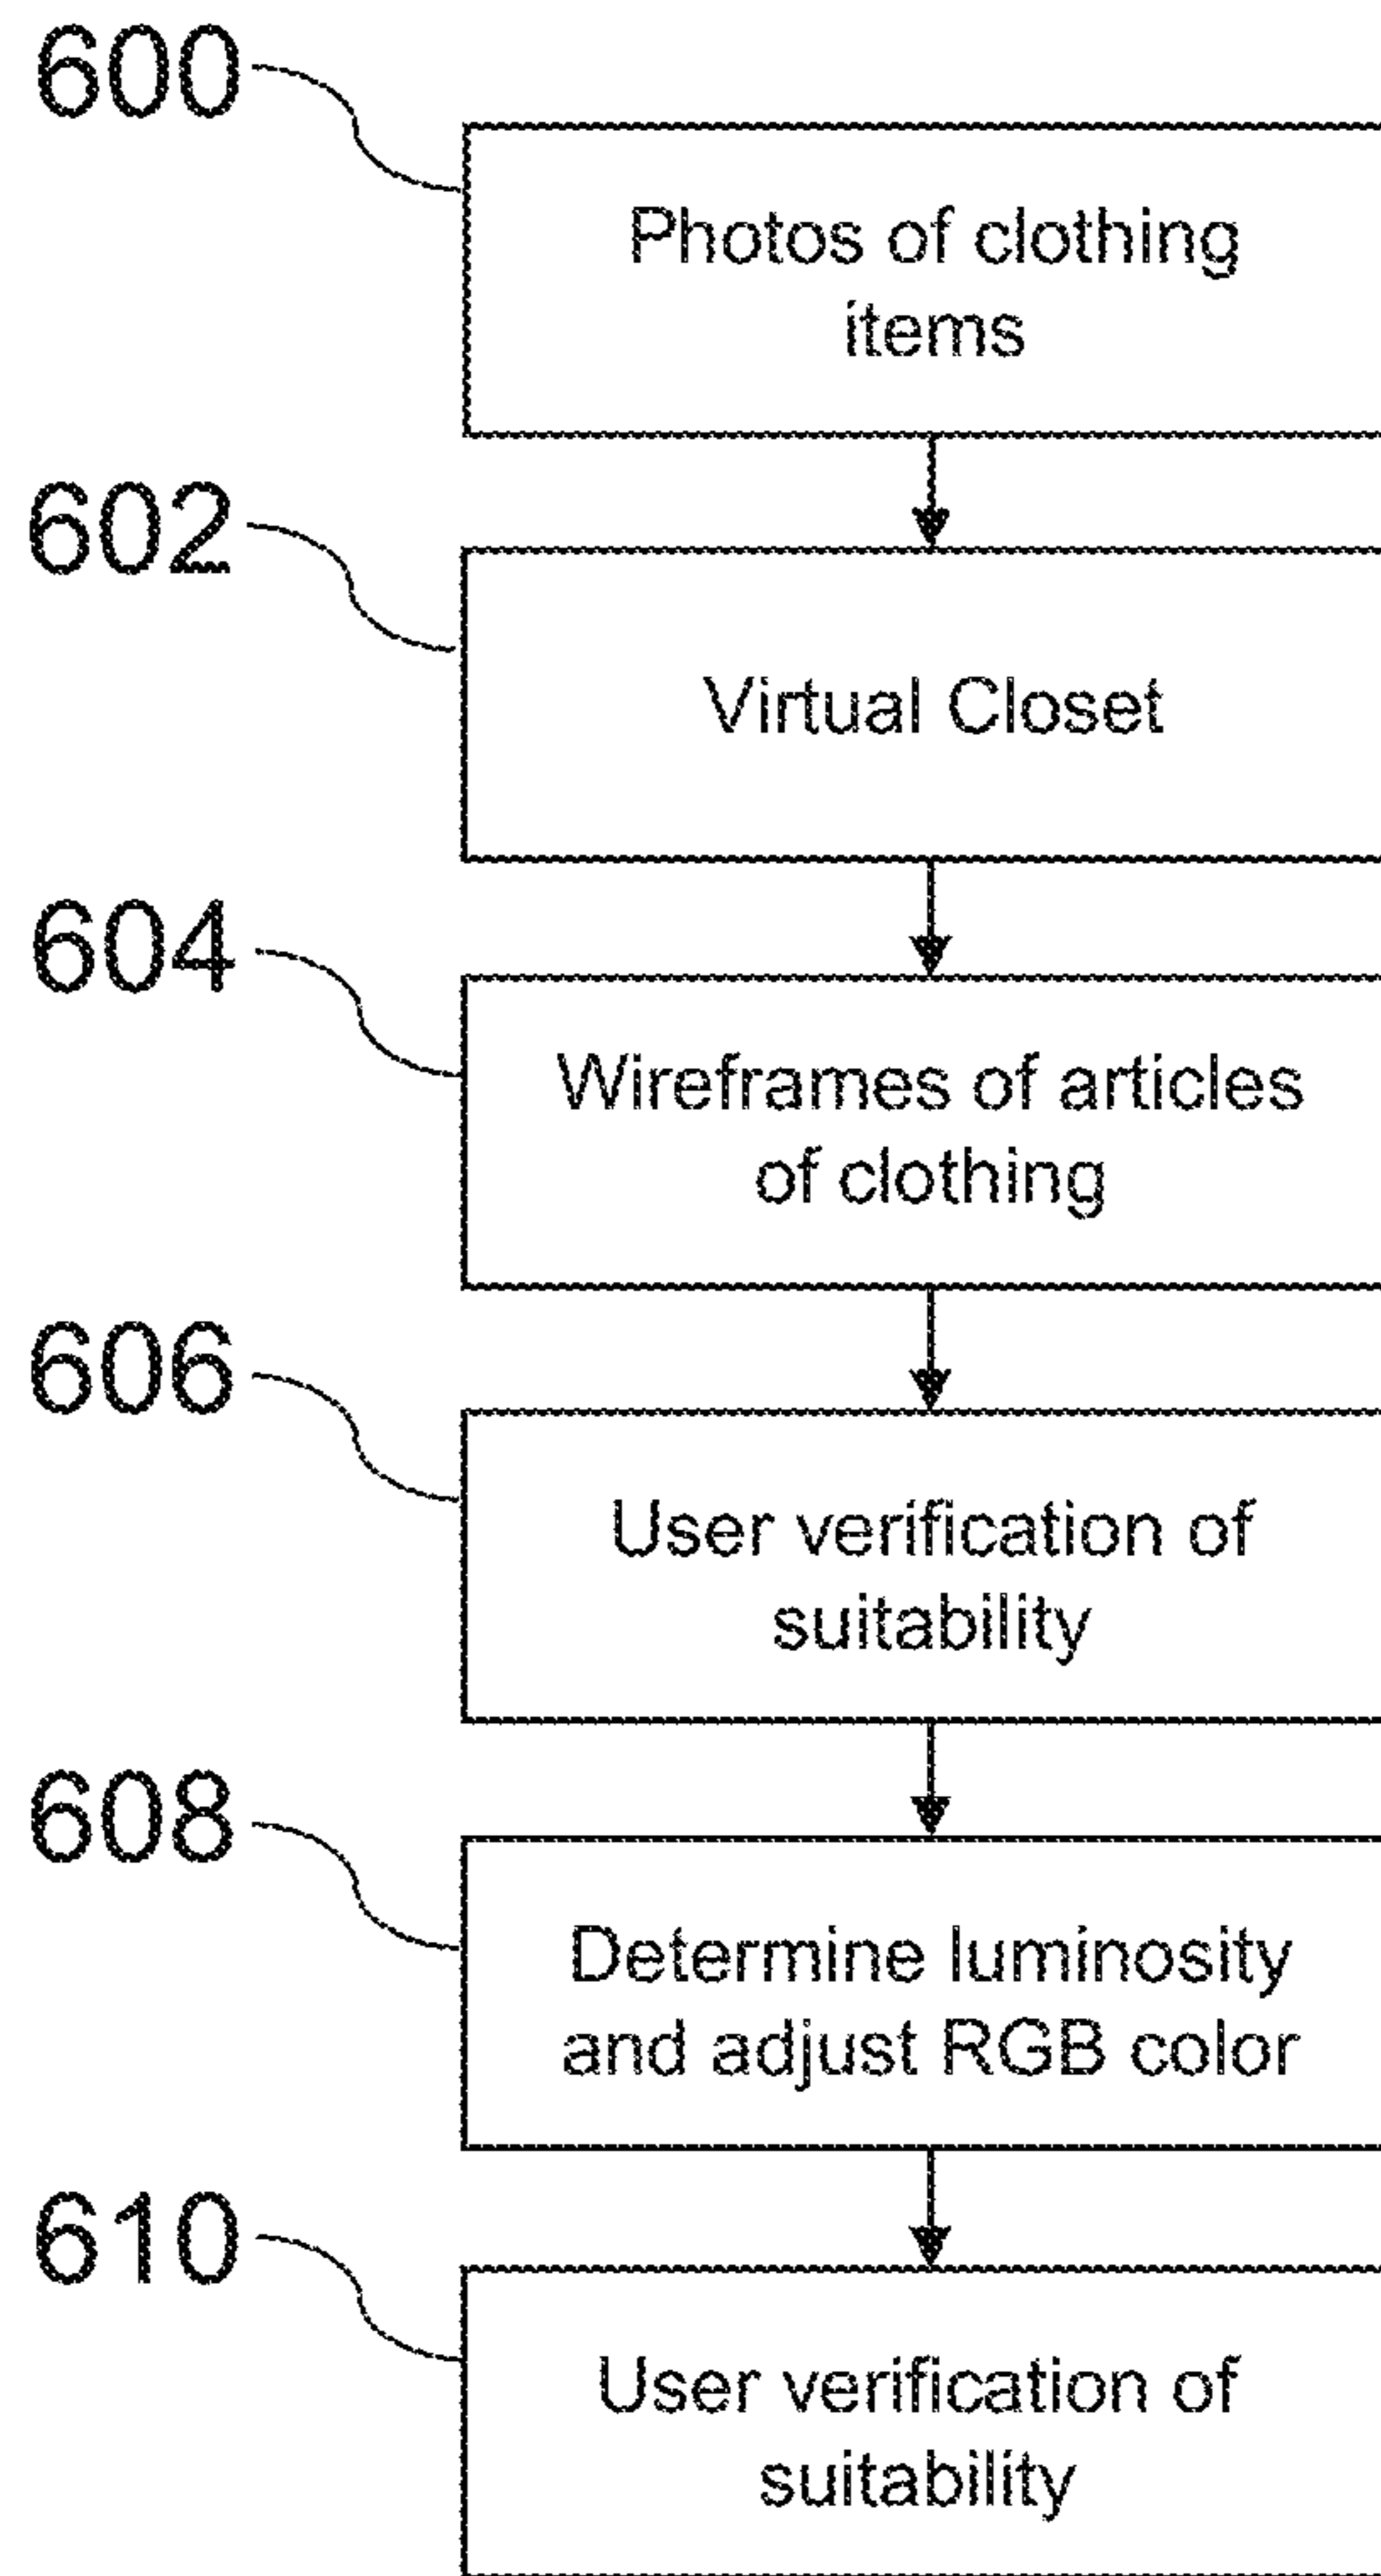 600
Photos of clothing
items
602
Virtual Closet
604
Wireframes of articles
of clothing
606
User verification of
suitability
608
Determine luminosity
and adjust RGB color
610
User verification of
suitability